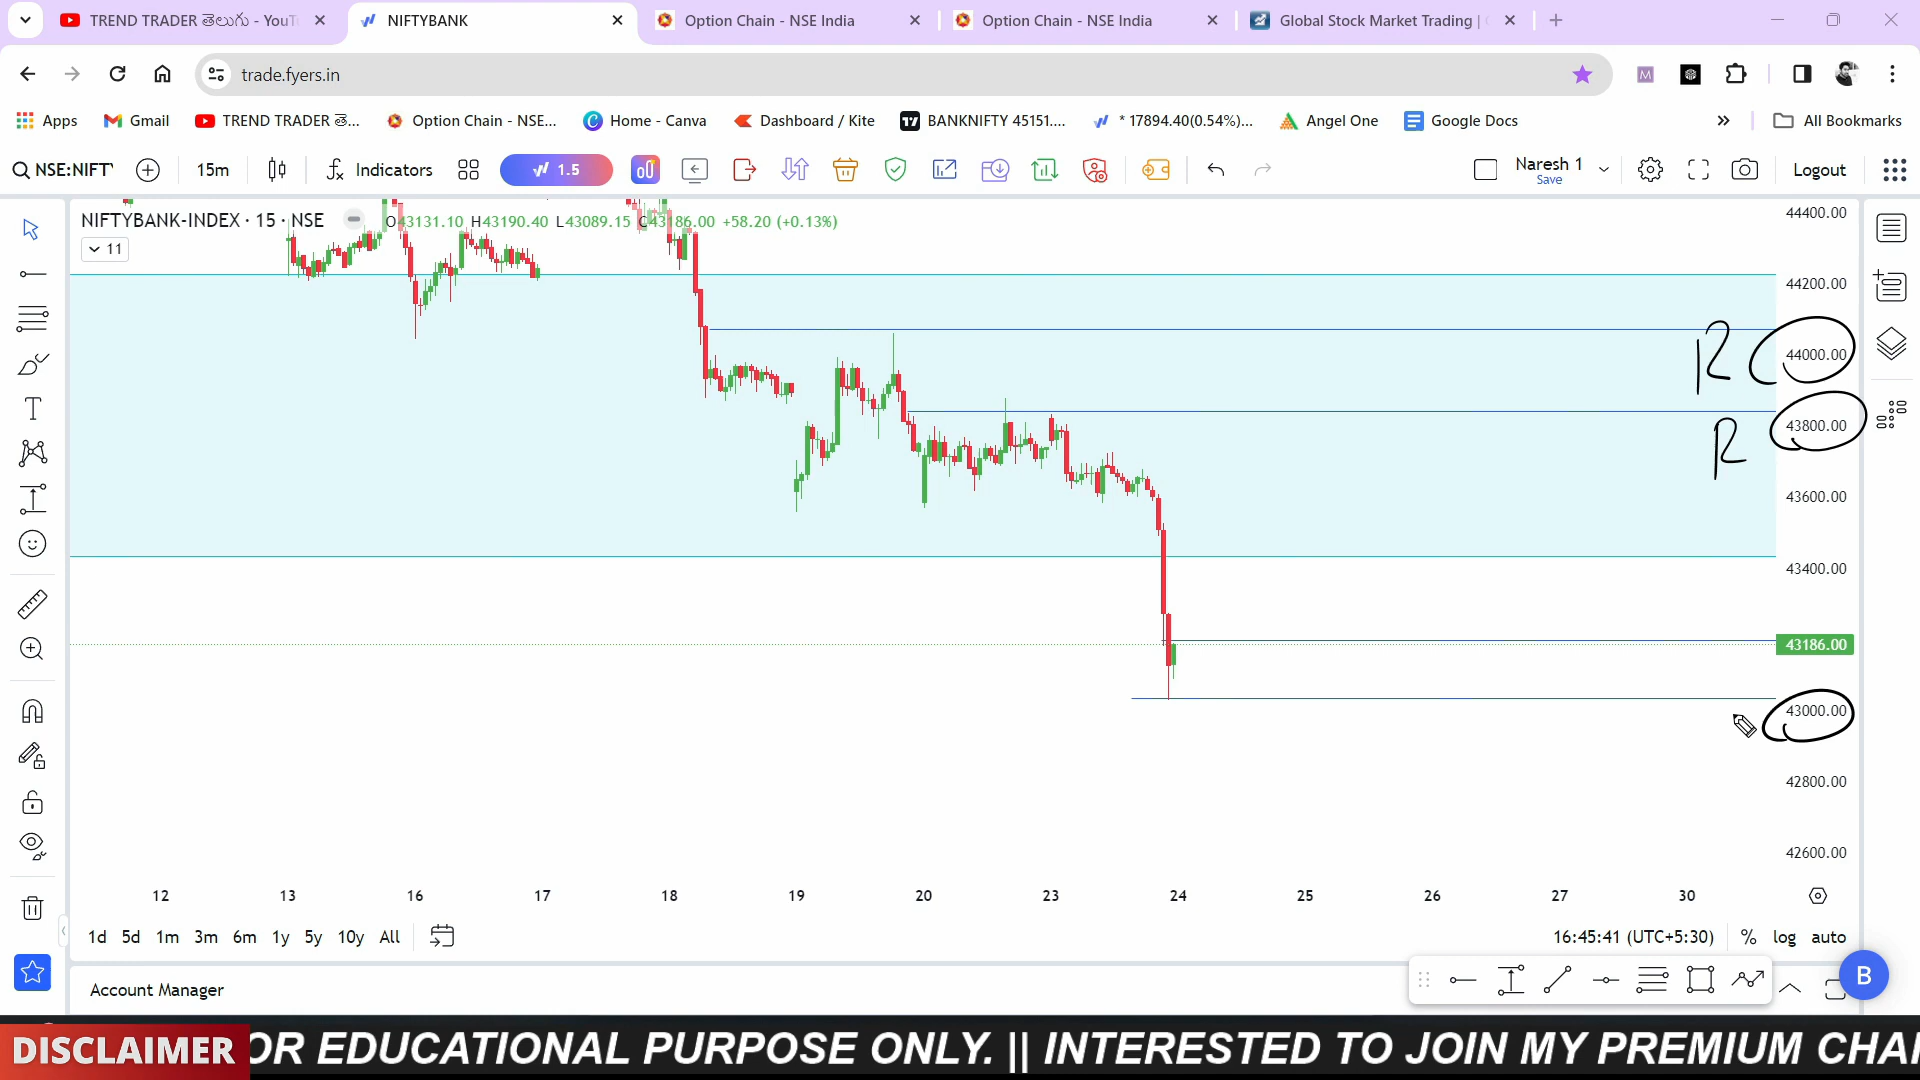 TREND TRADER తెలుగు - YouT
NIFTYBANK
Option Chain - NSE India
Option Chain - NSE India
Global Stock Market Trading |
trade.fyers.in
M
Apps
Gmail
TREND TRADER తె...
Option Chain - NSE...
Home - Canva
Dashboard / Kite
BANKNIFTY 45151....
* 17894.40(0.54%)...
Angel One
Google Docs
»
All Bookmarks
NSE:NIFT
15m
Indicators
1.5
Naresh 1
Save
Logout
NIFTYBANK-INDEX · 15 · NSE
O43131.10 H43190.40 L43089.15 C43186.00 +58.20 (+0.13%)
11
44400.00
44200.00
R 44000.00
43800.00
R
43600.00
43400.00
43186.00
43000.00
42800.00
42600.00
12 13 16 17 18 19 20 23 24 25 26 27 30
1d 5d 1m 3m 6m 1y 5y 10y All
16:45:41 (UTC+5:30) % log auto
B
Account Manager
DISCLAIMER OR EDUCATIONAL PURPOSE ONLY. || INTERESTED TO JOIN MY PREMIUM CHA